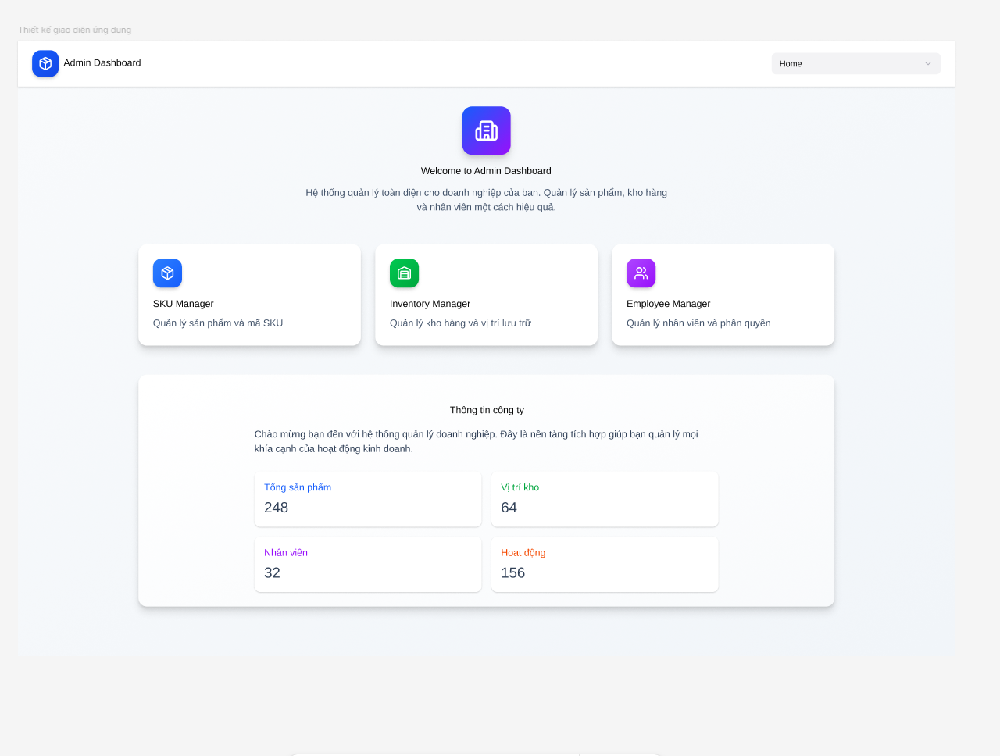 Thiết kế giao diện ứng dụng
Admin Dashboard
Home
Welcome to Admin Dashboard
Hệ thống quản lý toàn diện cho doanh nghiệp của bạn. Quản lý sản phẩm, kho hàng
và nhân viên một cách hiệu quả.
SKU Manager
Quản lý sản phẩm và mã SKU
Inventory Manager
Quản lý kho hàng và vị trí lưu trữ
Employee Manager
Quản lý nhân viên và phân quyền
Thông tin công ty
Chào mừng bạn đến với hệ thống quản lý doanh nghiệp. Đây là nền tảng tích hợp giúp bạn quản lý mọi
khía cạnh của hoạt động kinh doanh.
Tổng sản phẩm
248
Vị trí kho
64
Nhân viên
32
Hoạt động
156